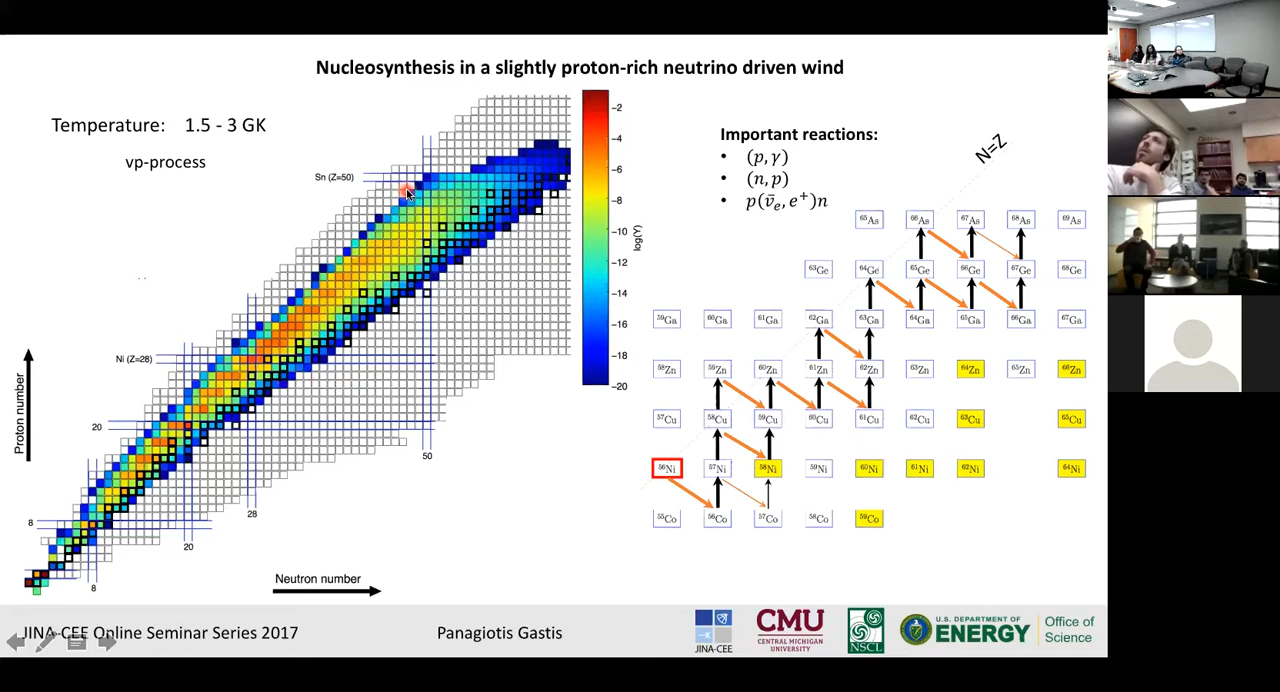 Nucleosynthesis in a slightly proton-rich neutrino driven wind
Temperature: 1.5 - 3 GK
νp-process
Sn (Z=50)
Ni (Z=28)
20
8
8
20
28
50
Proton number
Neutron number
−2
−4
−6
−8
−10
−12
−14
−16
−18
−20
log(Y)
Important reactions:
• (p, γ)
• (n, p)
• p(ν̄ₑ, e⁺)n
N=Z
⁶⁵As ⁶⁶As ⁶⁷As ⁶⁸As ⁶⁹As
⁶³Ge ⁶⁴Ge ⁶⁵Ge ⁶⁶Ge ⁶⁷Ge ⁶⁸Ge
⁵⁹Ga ⁶⁰Ga ⁶¹Ga ⁶²Ga ⁶³Ga ⁶⁴Ga ⁶⁵Ga ⁶⁶Ga ⁶⁷Ga
⁵⁸Zn ⁵⁹Zn ⁶⁰Zn ⁶¹Zn ⁶²Zn ⁶³Zn ⁶⁴Zn ⁶⁵Zn ⁶⁶Zn
⁵⁷Cu ⁵⁸Cu ⁵⁹Cu ⁶⁰Cu ⁶¹Cu ⁶²Cu ⁶³Cu ⁶⁵Cu
⁵⁶Ni ⁵⁷Ni ⁵⁸Ni ⁵⁹Ni ⁶⁰Ni ⁶¹Ni ⁶²Ni ⁶⁴Ni
⁵⁵Co ⁵⁶Co ⁵⁷Co ⁵⁸Co ⁵⁹Co
JINA-CEE Online Seminar Series 2017
Panagiotis Gastis
JINA-CEE
CMU
CENTRAL MICHIGAN
UNIVERSITY
NSCL
U.S. DEPARTMENT OF
ENERGY
Office of
Science